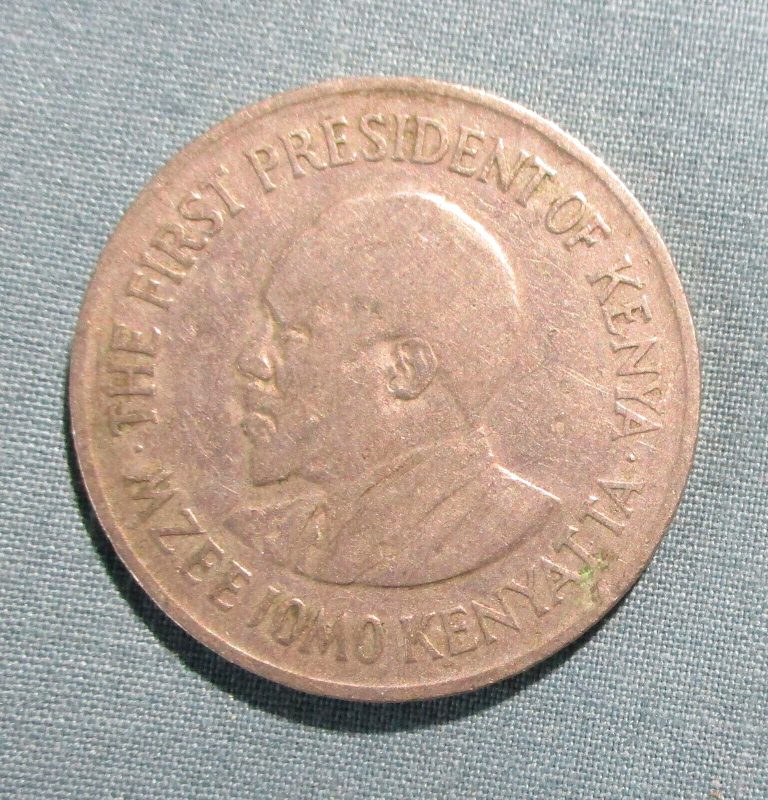 · THE FIRST PRESIDENT OF KENYA ·
MZEE JOMO KENYATTA